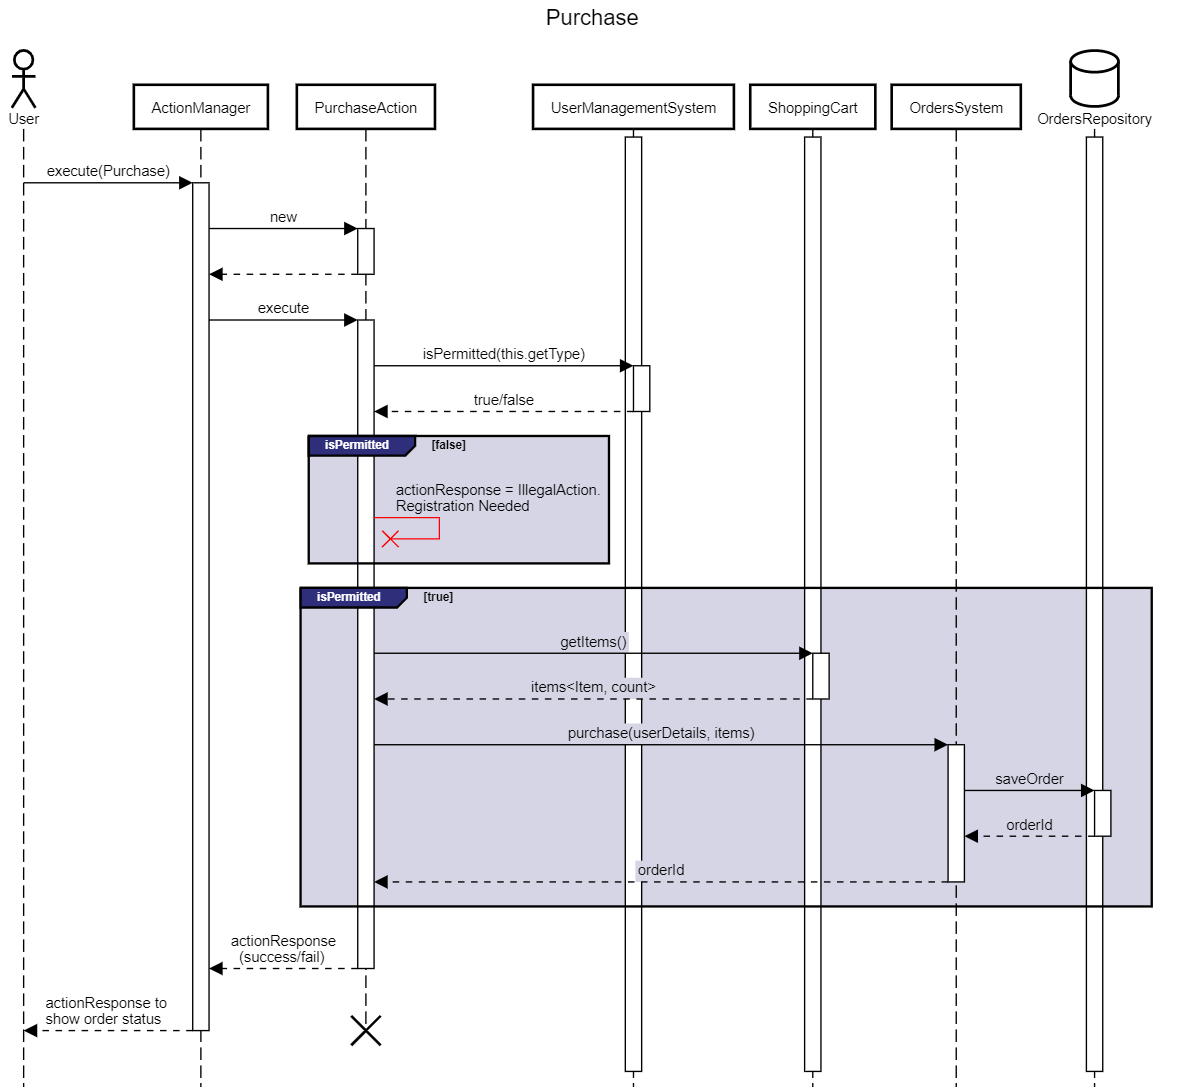 Purchase
User
ActionManager
PurchaseAction
UserManagementSystem
ShoppingCart
OrdersSystem
OrdersRepository
execute(Purchase)
new
execute
isPermitted(this.getType)
true/false
isPermitted [false]
actionResponse = IllegalAction.
Registration Needed
isPermitted [true]
getItems()
items<Item, count>
purchase(userDetails, items)
saveOrder
orderId
orderId
actionResponse
(success/fail)
actionResponse to
show order status